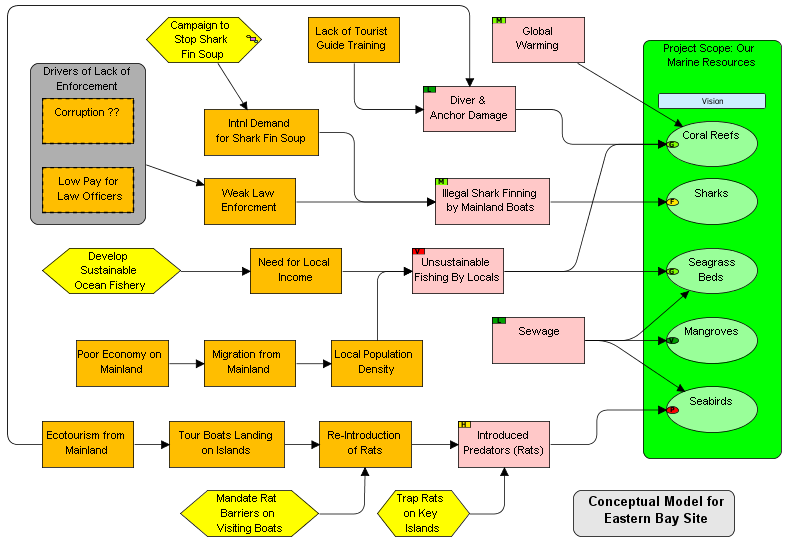 Campaign to
Stop Shark
Fin Soup
Lack of Tourist
Guide Training
M
Global
Warming
Project Scope: Our
Marine Resources
Drivers of Lack of
Enforcement
Corruption ??
Low Pay for
Law Officers
L
Diver &
Anchor Damage
Vision
Intnl Demand
for Shark Fin Soup
G
Coral Reefs
Weak Law
Enforcment
M
Illegal Shark Finning
by Mainland Boats
F
Sharks
Develop
Sustainable
Ocean Fishery
Need for Local
Income
V
Unsustainable
Fishing By Locals
G
Seagrass
Beds
L
Sewage
V
Mangroves
Poor Economy on
Mainland
Migration from
Mainland
Local Population
Density
Seabirds
Ecotourism from
Mainland
Tour Boats Landing
on Islands
Re-Introduction
of Rats
H
Introduced
Predators (Rats)
Mandate Rat
Barriers on
Visiting Boats
Trap Rats
on Key
Islands
Conceptual Model for
Eastern Bay Site